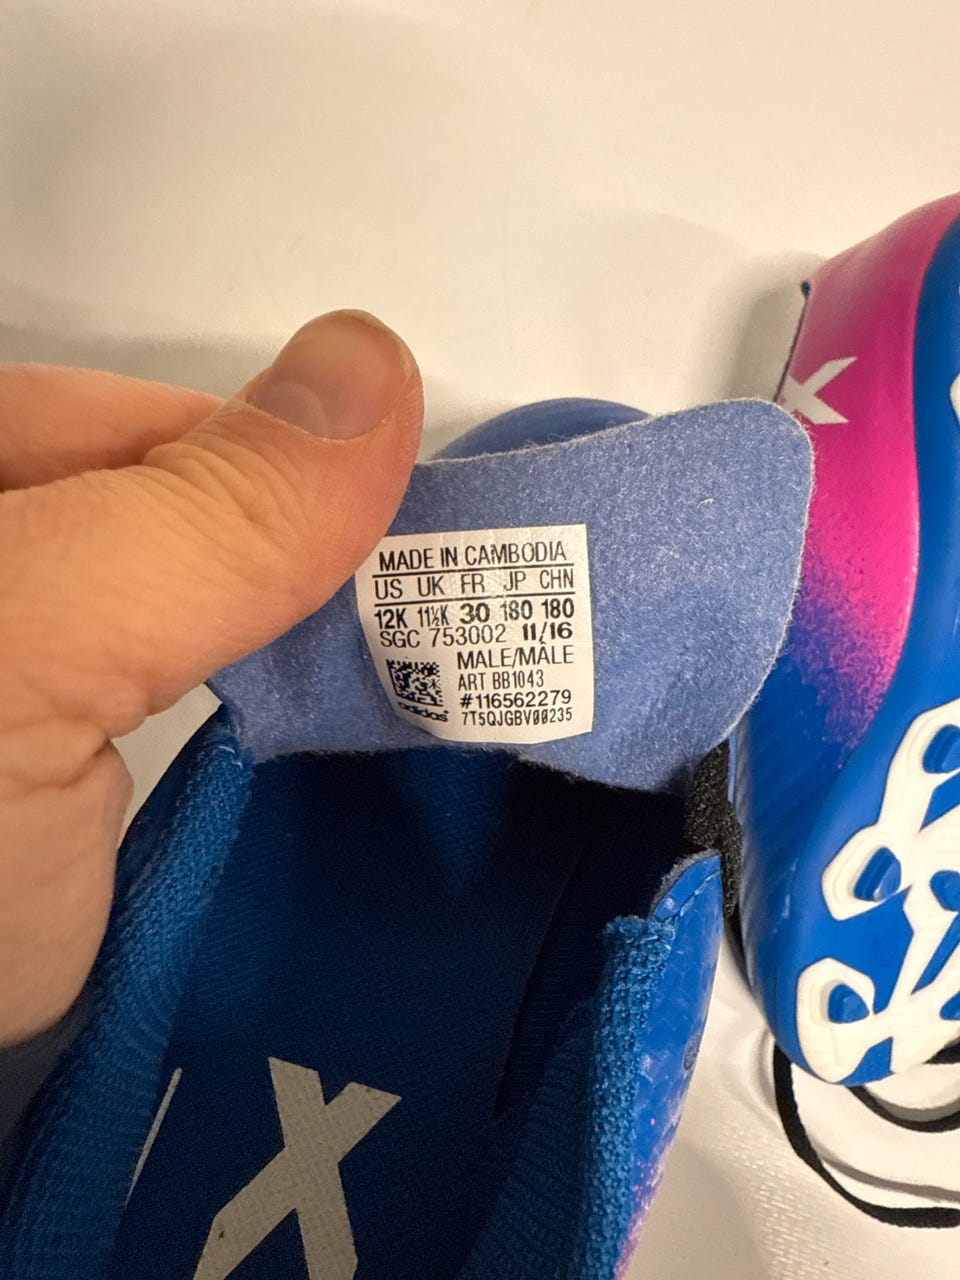 MADE IN CAMBODIA
US UK FR JP CHN
12K 11½K 30 180 180
SGC 753002 11/16
MALE/MÂLE
ART BB1043
#116562279
adidas® 7T5QJGBV00235
X
X